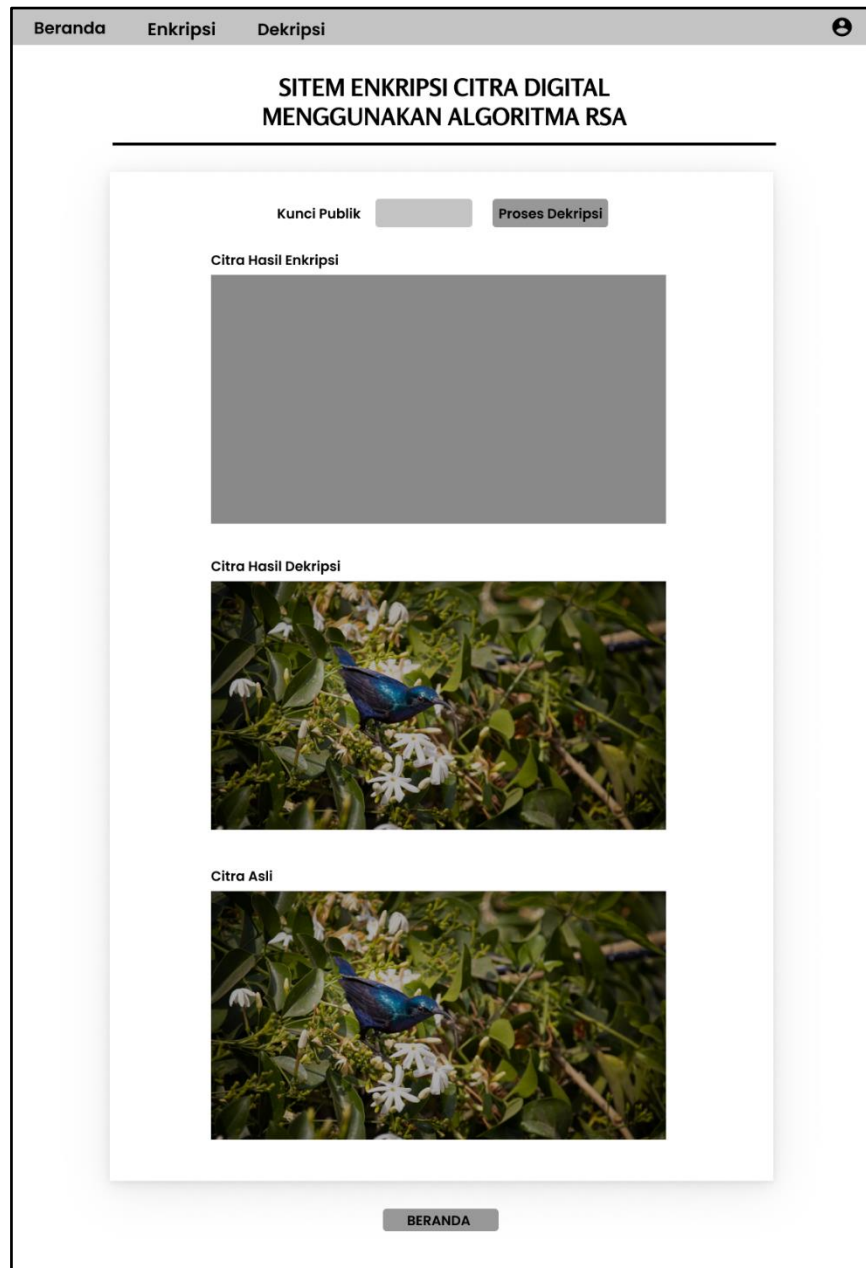 Beranda Enkripsi Dekripsi
SITEM ENKRIPSI CITRA DIGITAL
MENGGUNAKAN ALGORITMA RSA
Kunci Publik Proses Dekripsi
Citra Hasil Enkripsi
Citra Hasil Dekripsi
Citra Asli
BERANDA